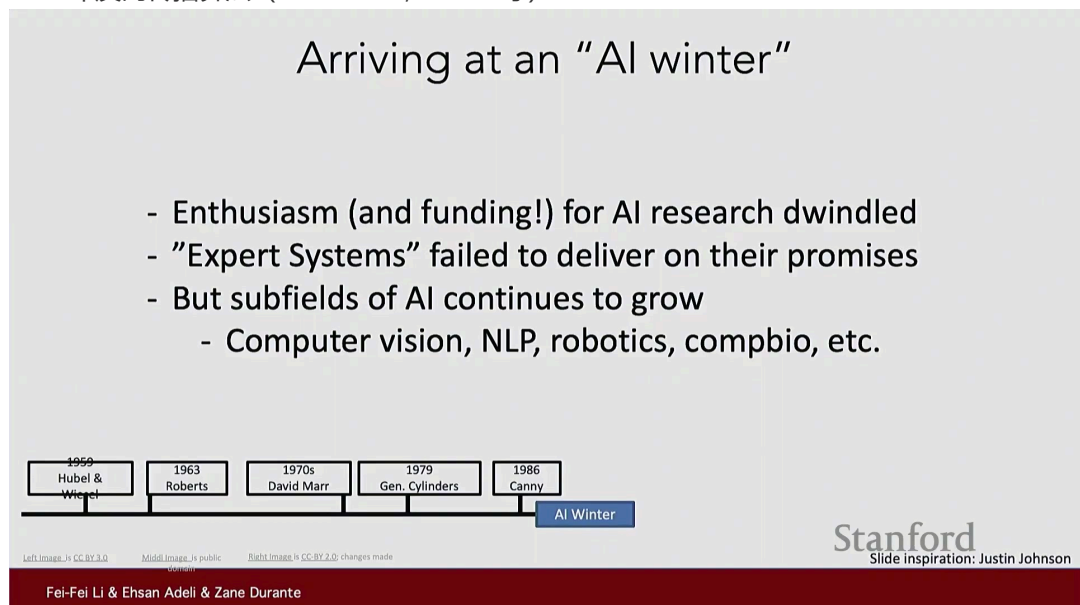 Arriving at an “AI winter”
- Enthusiasm (and funding!) for AI research dwindled
- ”Expert Systems” failed to deliver on their promises
- But subfields of AI continues to grow
- Computer vision, NLP, robotics, compbio, etc.
1959
Hubel &
Wiesel
1963
Roberts
1970s
David Marr
1979
Gen. Cylinders
1986
Canny
AI Winter
Left Image is CC BY 3.0
Middl Image is public
domain
Right Image is CC-BY 2.0; changes made
Stanford
Slide inspiration: Justin Johnson
Fei-Fei Li & Ehsan Adeli & Zane Durante